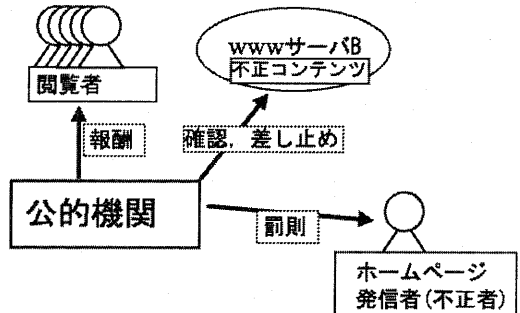 wwwサーバB
不正コンテンツ
閲覧者
報酬
確認，差し止め
公的機関
罰則
ホームページ
発信者(不正者)